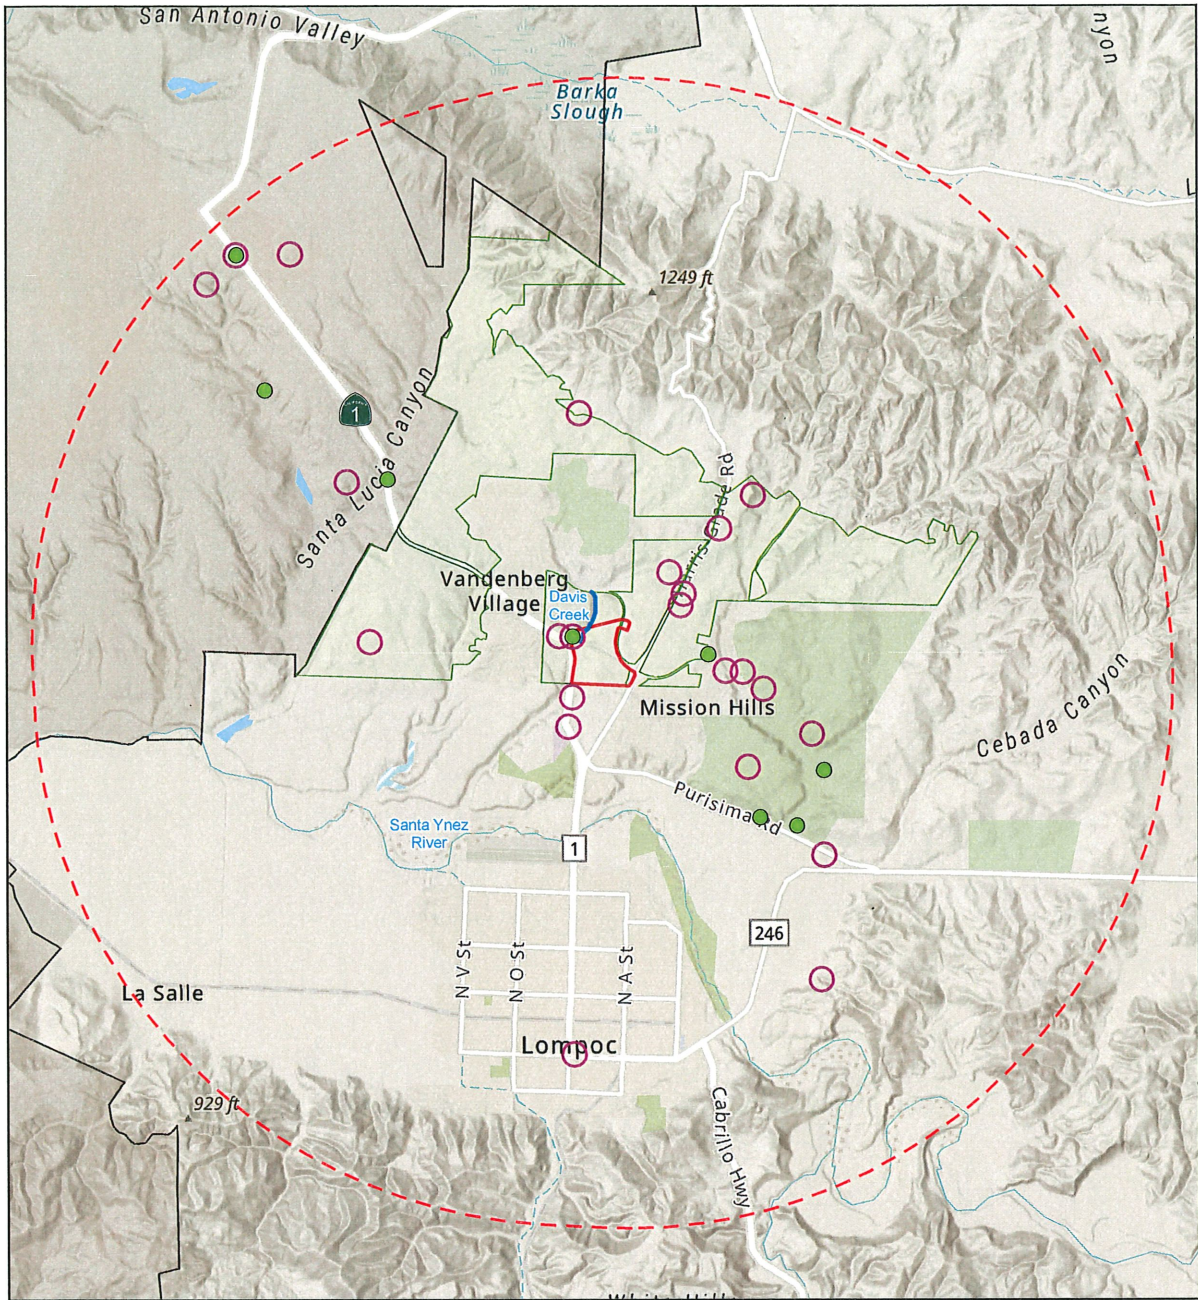 San Antonio Valley
nyon
Barka
Slough
L
1249 ft
1
Santa Lucia Canyon
Harris Grade Rd
Vandenberg
Village
Davis
Creek
Mission Hills
Cebada Canyon
Purisima Rd
Santa Ynez
River
1
246
N V St
N O St
N A St
La Salle
Lompoc
929 ft
Cabrillo Hwy